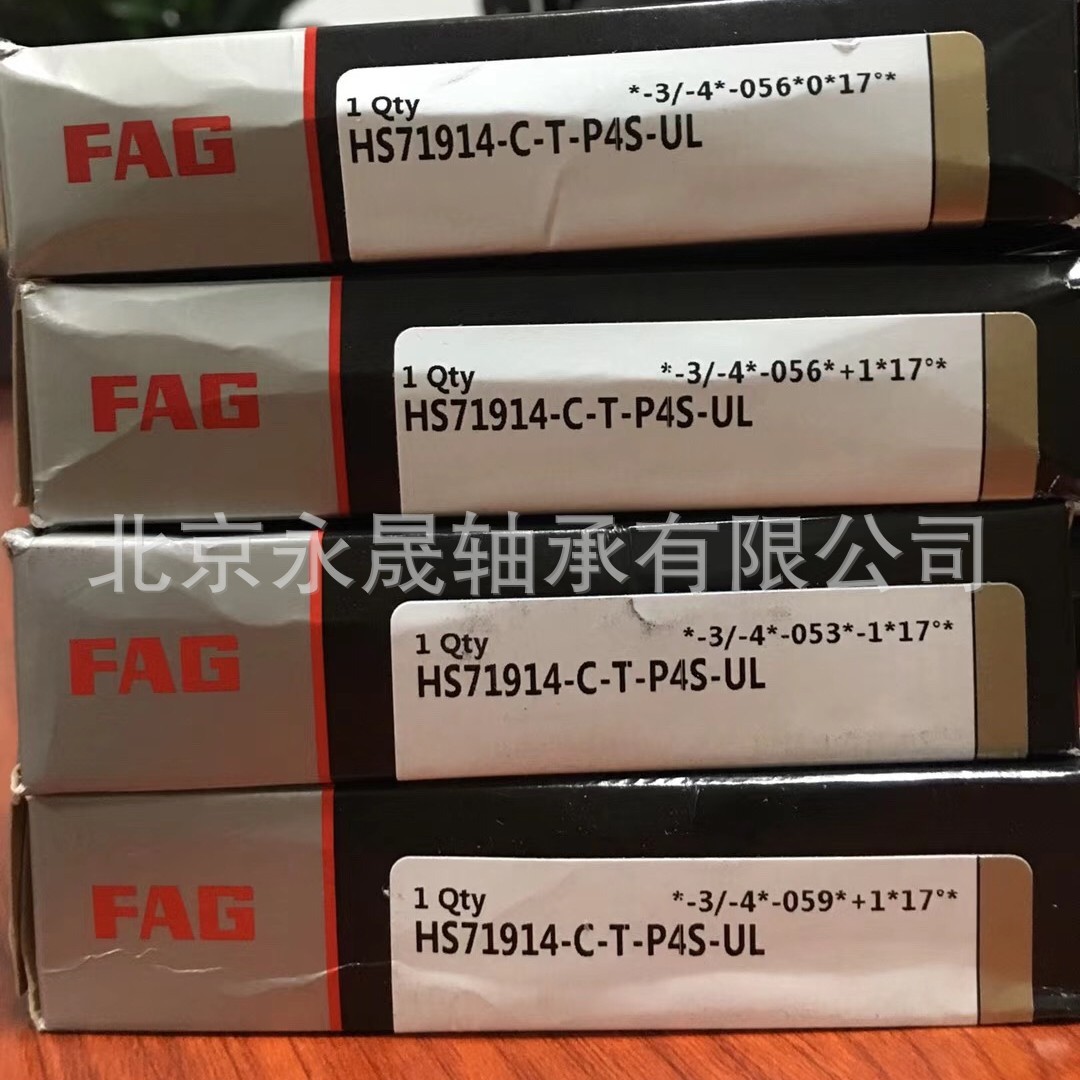 FAG
1 Qty *-3/-4*-056*0*17°*
HS71914-C-T-P4S-UL
FAG
1 Qty *-3/-4*-056*+1*17°*
HS71914-C-T-P4S-UL
北京永晟轴承有限公司
FAG
1 Qty *-3/-4*-053*-1*17°*
HS71914-C-T-P4S-UL
FAG
1 Qty *-3/-4*-059*+1*17°*
HS71914-C-T-P4S-UL